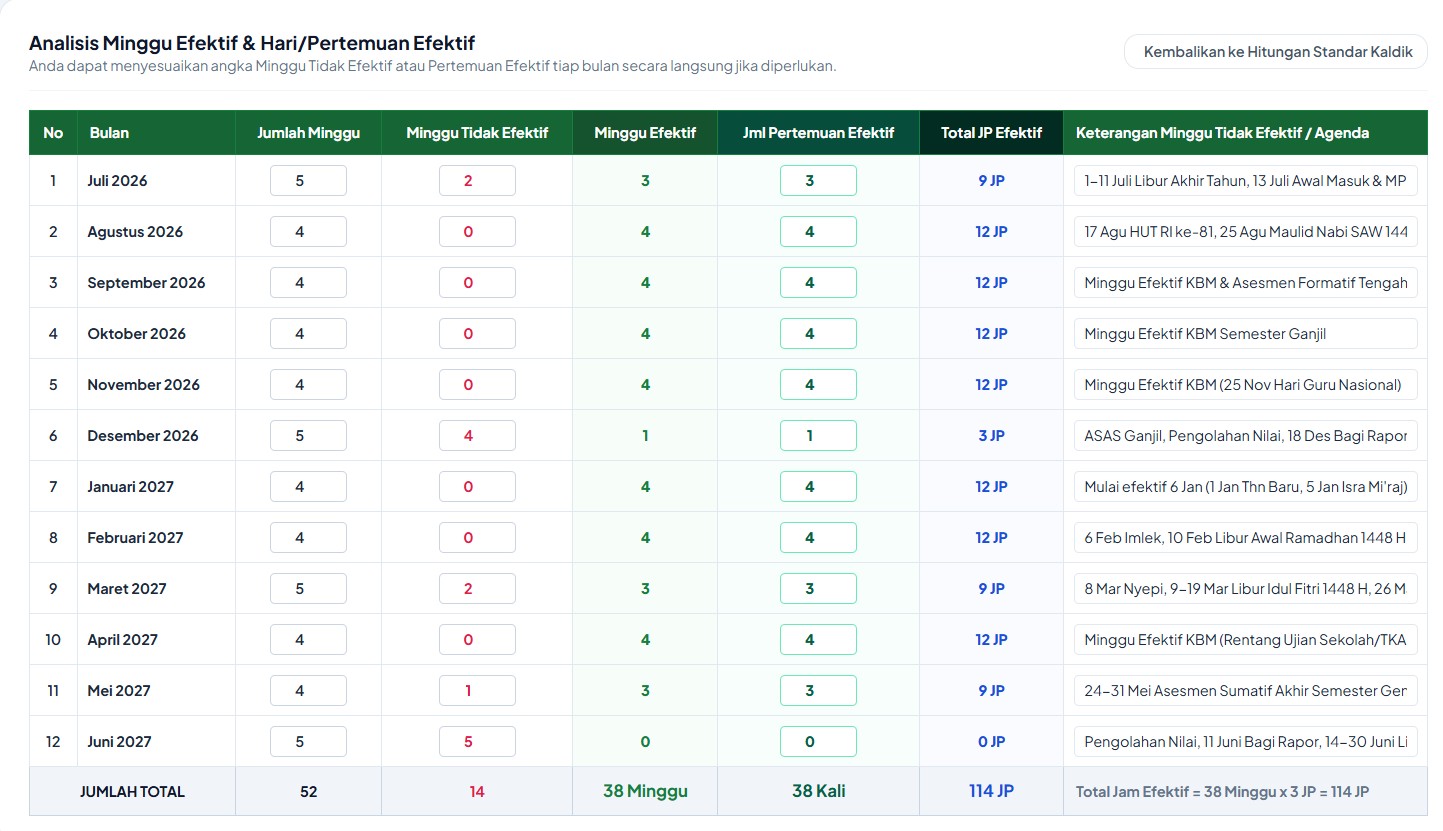 Analisis Minggu Efektif & Hari/Pertemuan Efektif
Anda dapat menyesuaikan angka Minggu Tidak Efektif atau Pertemuan Efektif tiap bulan secara langsung jika diperlukan.
Kembalikan ke Hitungan Standar Kaldik
No Bulan Jumlah Minggu Minggu Tidak Efektif Minggu Efektif Jml Pertemuan Efektif Total JP Efektif Keterangan Minggu Tidak Efektif / Agenda
1 Juli 2026 5 2 3 3 9 JP 1–11 Juli Libur Akhir Tahun, 13 Juli Awal Masuk & MP
2 Agustus 2026 4 0 4 4 12 JP 17 Agu HUT RI ke-81, 25 Agu Maulid Nabi SAW 144
3 September 2026 4 0 4 4 12 JP Minggu Efektif KBM & Asesmen Formatif Tengah
4 Oktober 2026 4 0 4 4 12 JP Minggu Efektif KBM Semester Ganjil
5 November 2026 4 0 4 4 12 JP Minggu Efektif KBM (25 Nov Hari Guru Nasional)
6 Desember 2026 5 4 1 1 3 JP ASAS Ganjil, Pengolahan Nilai, 18 Des Bagi Rapor
7 Januari 2027 4 0 4 4 12 JP Mulai efektif 6 Jan (1 Jan Thn Baru, 5 Jan Isra Mi'raj)
8 Februari 2027 4 0 4 4 12 JP 6 Feb Imlek, 10 Feb Libur Awal Ramadhan 1448 H
9 Maret 2027 5 2 3 3 9 JP 8 Mar Nyepi, 9–19 Mar Libur Idul Fitri 1448 H, 26 M
10 April 2027 4 0 4 4 12 JP Minggu Efektif KBM (Rentang Ujian Sekolah/TKA
11 Mei 2027 4 1 3 3 9 JP 24–31 Mei Asesmen Sumatif Akhir Semester Ger
12 Juni 2027 5 5 0 0 0 JP Pengolahan Nilai, 11 Juni Bagi Rapor, 14–30 Juni Li
JUMLAH TOTAL 52 14 38 Minggu 38 Kali 114 JP Total Jam Efektif = 38 Minggu x 3 JP = 114 JP